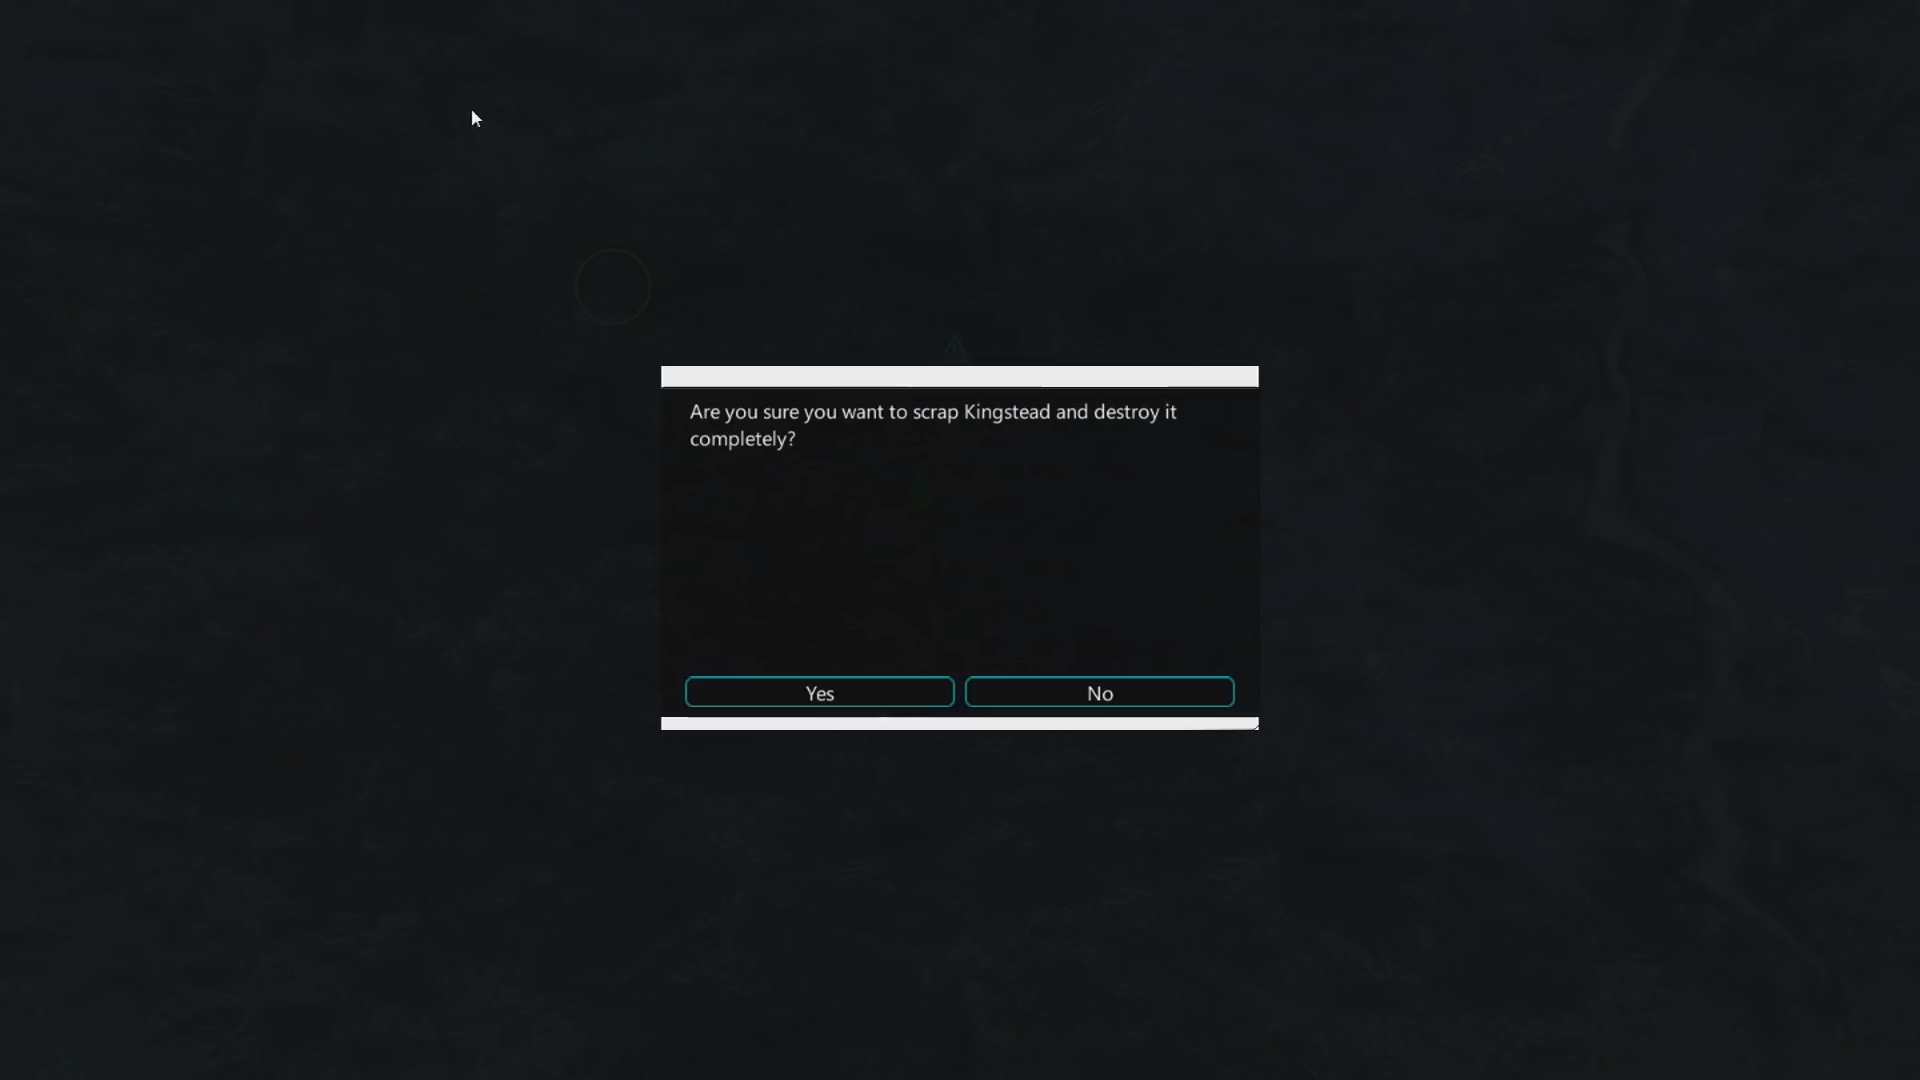 Are you sure you want to scrap Kingstead and destroy it
completely?
Yes
No